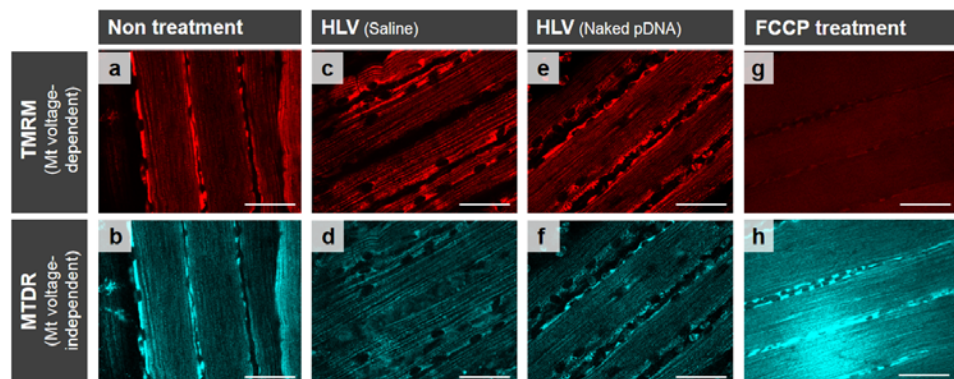 Non treatment
HLV (Saline)
HLV (Naked pDNA)
FCCP treatment
TMRM
(Mt voltage-
dependent)
a
c
e
g
MTDR
(Mt voltage-
independent)
b
d
f
h